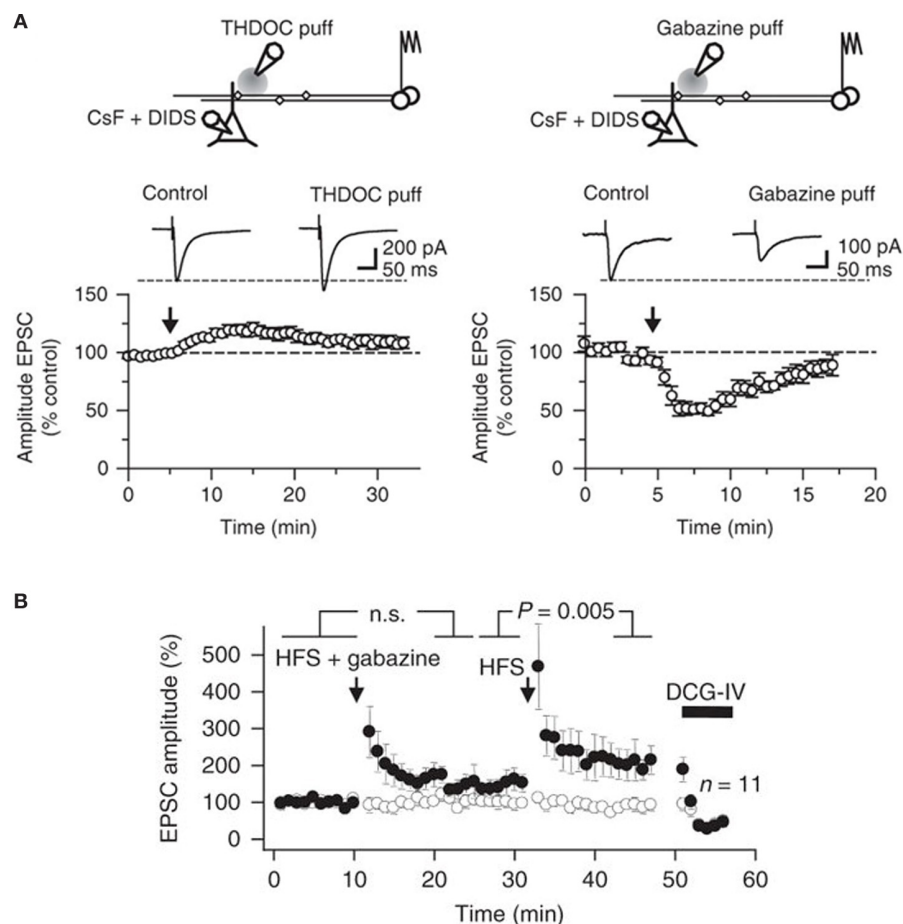 A
THDOC puff
CsF + DIDS
Control
THDOC puff
200 pA
50 ms
150
100
50
0
Amplitude EPSC
(% control)
0
10
20
30
Time (min)
Gabazine puff
CsF + DIDS
Control
Gabazine puff
100 pA
50 ms
150
100
50
0
Amplitude EPSC
(% control)
0
5
10
15
20
Time (min)
B
n.s.
P = 0.005
HFS + gabazine
HFS
DCG-IV
n = 11
500
400
300
200
100
0
EPSC amplitude (%)
0
10
20
30
40
50
60
Time (min)